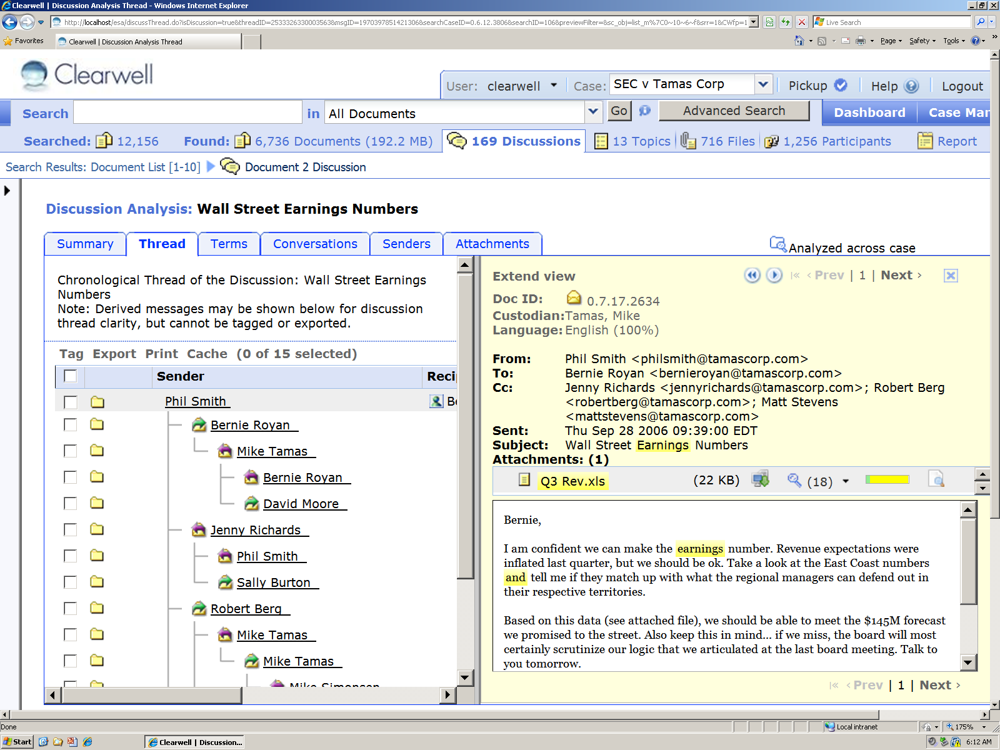 Clearwell | Discussion Analysis Thread - Windows Internet Explorer
http://localhost/esa/discussThread.do?isDiscussion=true&threadID=2533326330003563&msgID=1970397851421306&searchCaseID=0.6.12.3806&searchID=106&previewFilter=&sc_obj=list_m%7C0~10~6~f&srr=1&CWfp=1
Live Search
Favorites
Clearwell | Discussion Analysis Thread
Page
Safety
Tools
Clearwell
User: clearwell
Case: SEC v Tamas Corp
Pickup
Help
Logout
Search
in
All Documents
Go
Advanced Search
Dashboard
Case Mar
Searched: 12,156
Found: 6,736 Documents (192.2 MB)
169 Discussions
13 Topics
716 Files
1,256 Participants
Report
Search Results: Document List [1-10]
Document 2 Discussion
Discussion Analysis: Wall Street Earnings Numbers
Summary
Thread
Terms
Conversations
Senders
Attachments
Analyzed across case
Chronological Thread of the Discussion: Wall Street Earnings
Numbers
Note: Derived messages may be shown below for discussion
thread clarity, but cannot be tagged or exported.
Tag Export Print Cache (0 of 15 selected)
Sender
Reci
Phil Smith
Be
Bernie Royan
Mike Tamas
Bernie Royan
David Moore
Jenny Richards
Phil Smith
Sally Burton
Robert Berg
Mike Tamas
Mike Tamas
Mike Simonsen
Extend view
|« ‹ Prev | 1 | Next ›
Doc ID: 0.7.17.2634
Custodian: Tamas, Mike
Language: English (100%)
From: Phil Smith <philsmith@tamascorp.com>
To: Bernie Royan <bernieroyan@tamascorp.com>
Cc: Jenny Richards <jennyrichards@tamascorp.com>; Robert Berg
<robertberg@tamascorp.com>; Matt Stevens
<mattstevens@tamascorp.com>
Sent: Thu Sep 28 2006 09:39:00 EDT
Subject: Wall Street Earnings Numbers
Attachments: (1)
Q3 Rev.xls
(22 KB)
(18)
Bernie,
I am confident we can make the earnings number. Revenue expectations were
inflated last quarter, but we should be ok. Take a look at the East Coast numbers
and tell me if they match up with what the regional managers can defend out in
their respective territories.
Based on this data (see attached file), we should be able to meet the $145M forecast
we promised to the street. Also keep this in mind... if we miss, the board will most
certainly scrutinize our logic that we articulated at the last board meeting. Talk to
you tomorrow.
|« ‹ Prev | 1 | Next ›
Done
Local intranet
175%
Start
Clearwell | Discussion...
6:12 AM